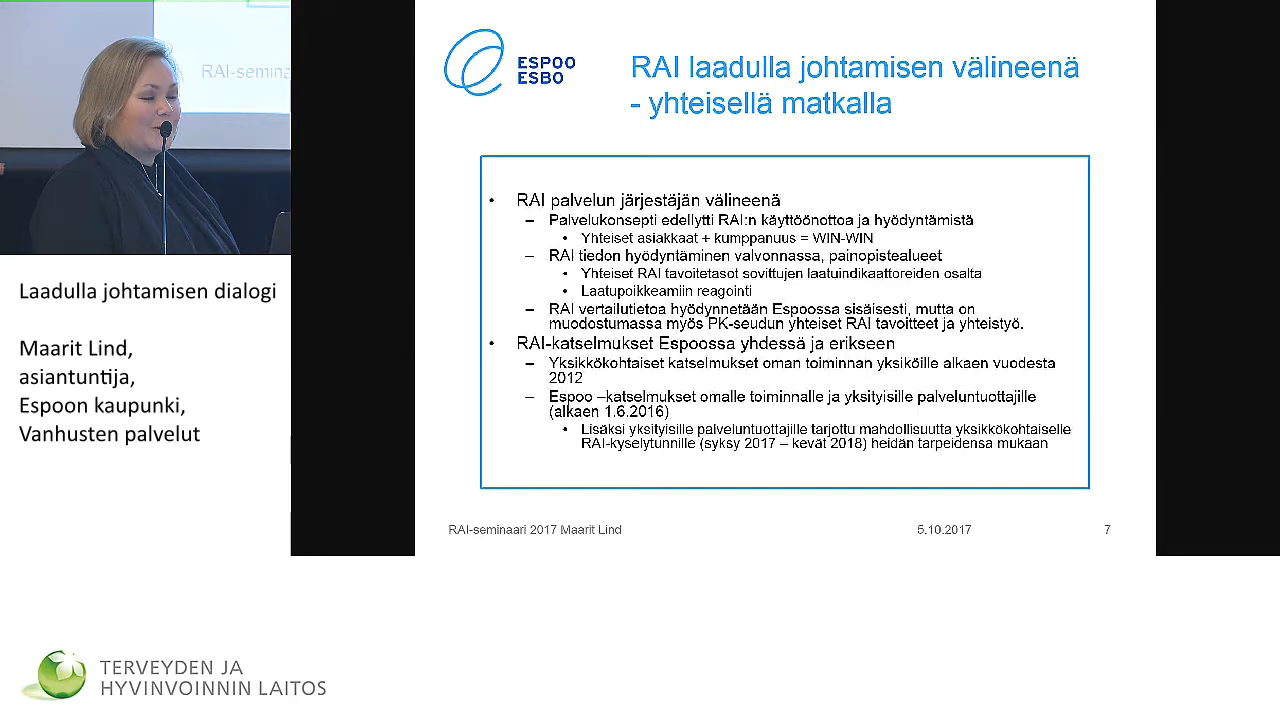 RAI-semina
Laadulla johtamisen dialogi
Maarit Lind,
asiantuntija,
Espoon kaupunki,
Vanhusten palvelut
ESPOO
ESBO
RAI laadulla johtamisen välineenä
- yhteisellä matkalla
• RAI palvelun järjestäjän välineenä
– Palvelukonsepti edellytti RAI:n käyttöönottoa ja hyödyntämistä
• Yhteiset asiakkaat + kumppanuus = WIN-WIN
– RAI tiedon hyödyntäminen valvonnassa, painopistealueet
• Yhteiset RAI tavoitetasot sovittujen laatuindikaattoreiden osalta
• Laatupoikkeamiin reagointi
– RAI vertailutietoa hyödynnetään Espoossa sisäisesti, mutta on
muodostumassa myös PK-seudun yhteiset RAI tavoitteet ja yhteistyö.
• RAI-katselmukset Espoossa yhdessä ja erikseen
– Yksikkökohtaiset katselmukset oman toiminnan yksiköille alkaen vuodesta
2012
– Espoo –katselmukset omalle toiminnalle ja yksityisille palveluntuottajille
(alkaen 1.6.2016)
• Lisäksi yksityisille palveluntuottajille tarjottu mahdollisuutta yksikkökohtaiselle
RAI-kyselytunnille (syksy 2017 – kevät 2018) heidän tarpeidensa mukaan
RAI-seminaari 2017 Maarit Lind
5.10.2017
7
TERVEYDEN JA
HYVINVOINNIN LAITOS